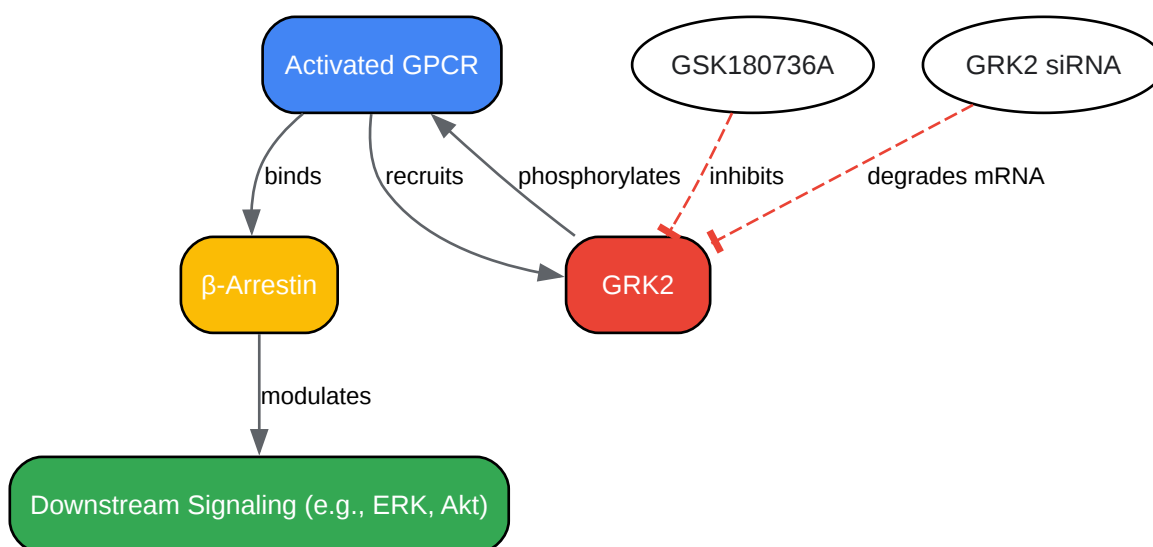 Activated GPCR
GSK180736A
GRK2 siRNA
binds
recruits
phosphorylates
inhibits
degrades mRNA
β-Arrestin
GRK2
modulates
Downstream Signaling (e.g., ERK, Akt)